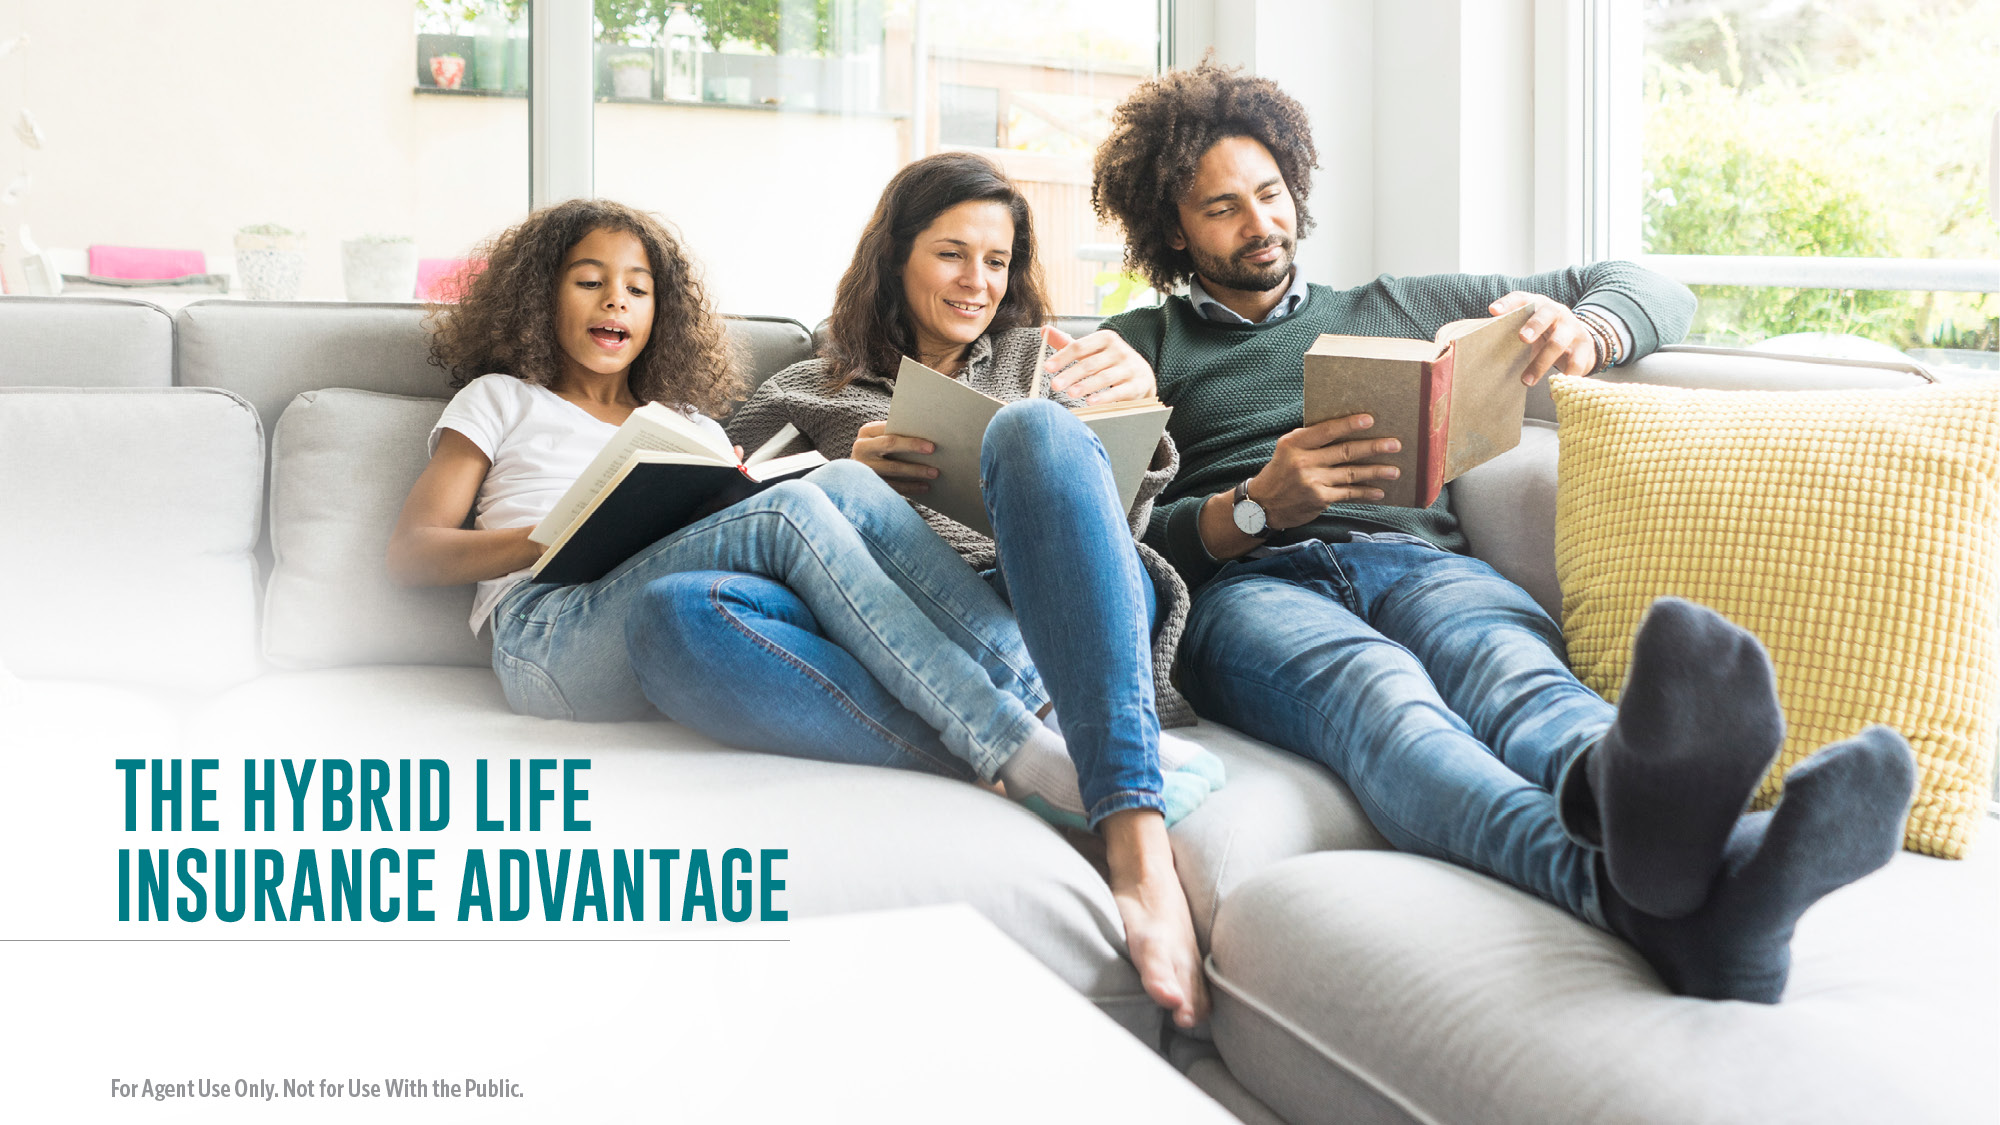 THE HYBRID LIFE
INSURANCE ADVANTAGE
For Agent Use Only. Not for Use With the Public.